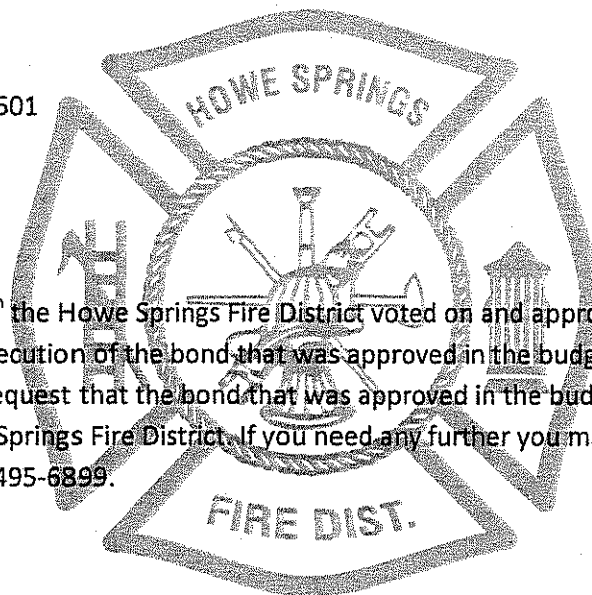 HOWE SPRINGS
601
h the Howe Springs Fire District voted on and appro
ecution of the bond that was approved in the budg
equest that the bond that was approved in the bud
Springs Fire District. If you need any further you m
495-6899.
FIRE DIST.